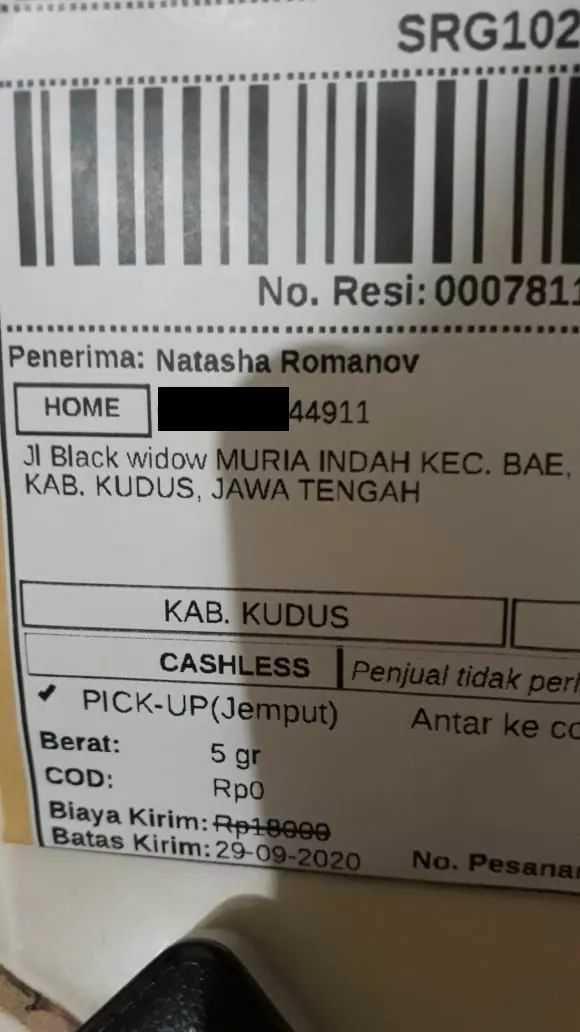 SRG102
No. Resi: 0007811
Penerima: Natasha Romanov
HOME 44911
Jl Black widow MURIA INDAH KEC. BAE,
KAB. KUDUS, JAWA TENGAH
KAB. KUDUS
CASHLESS Penjual tidak perl
✔ PICK-UP(Jemput) Antar ke co
Berat: 5 gr
COD: Rp0
Biaya Kirim: Rp18000
Batas Kirim: 29-09-2020 No. Pesanan